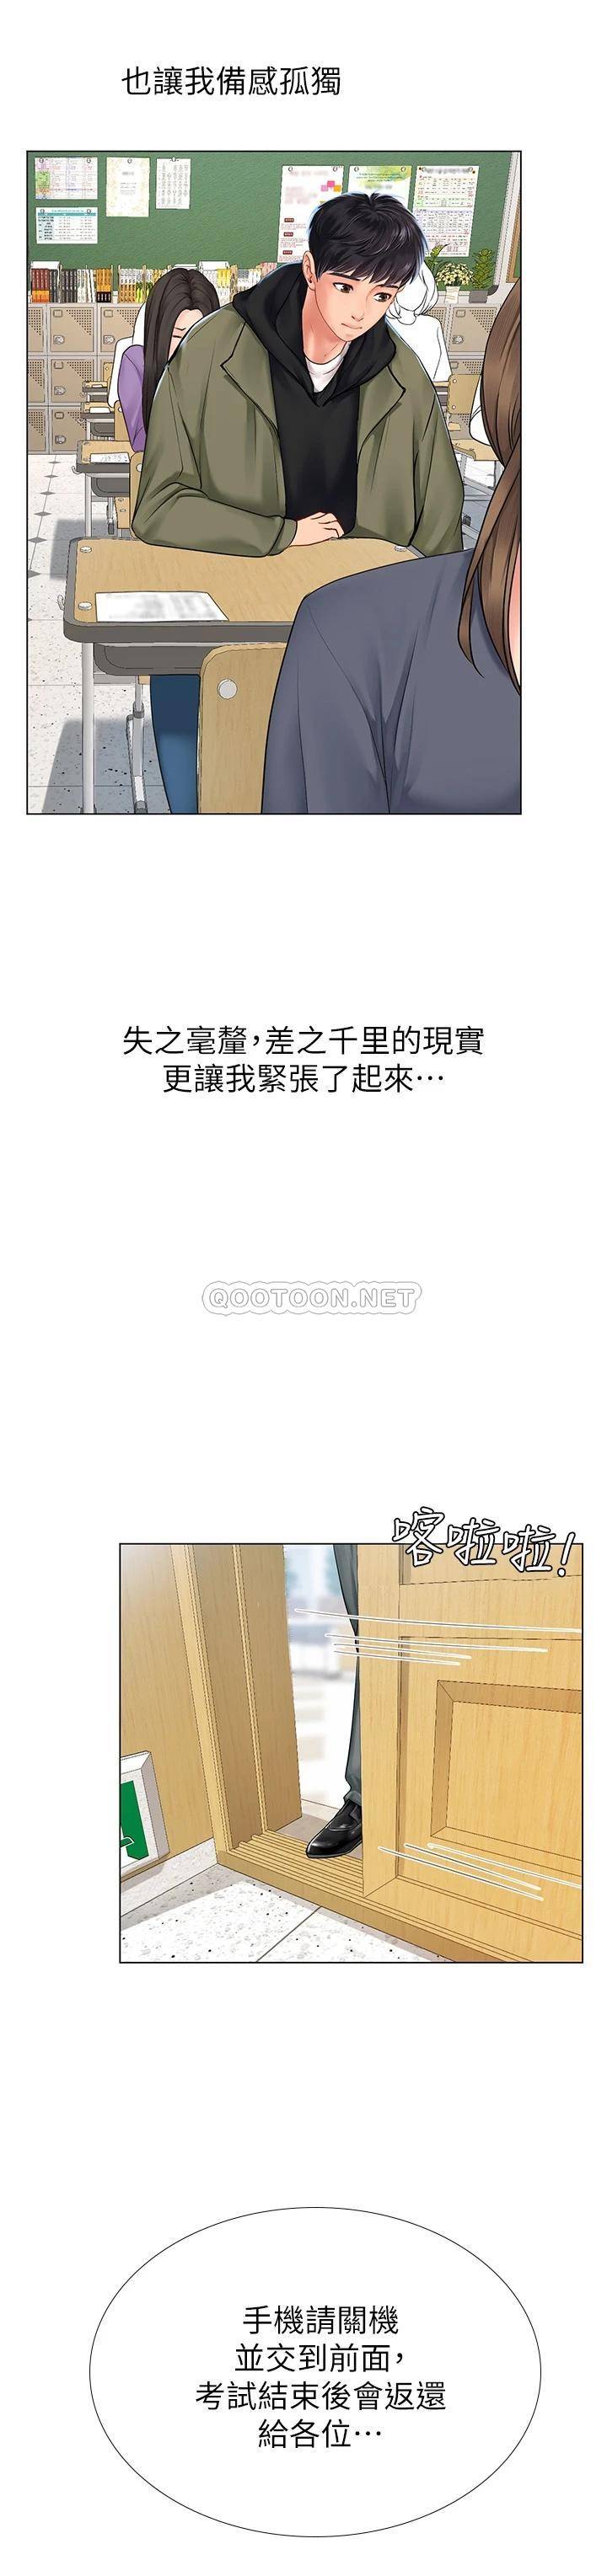 也讓我備感孤獨
失之毫釐，差之千里的現實
更讓我緊張了起來…
QOOTOON.NET
喀啦啦！
手機請關機
並交到前面，
考試結束後會返還
給各位…